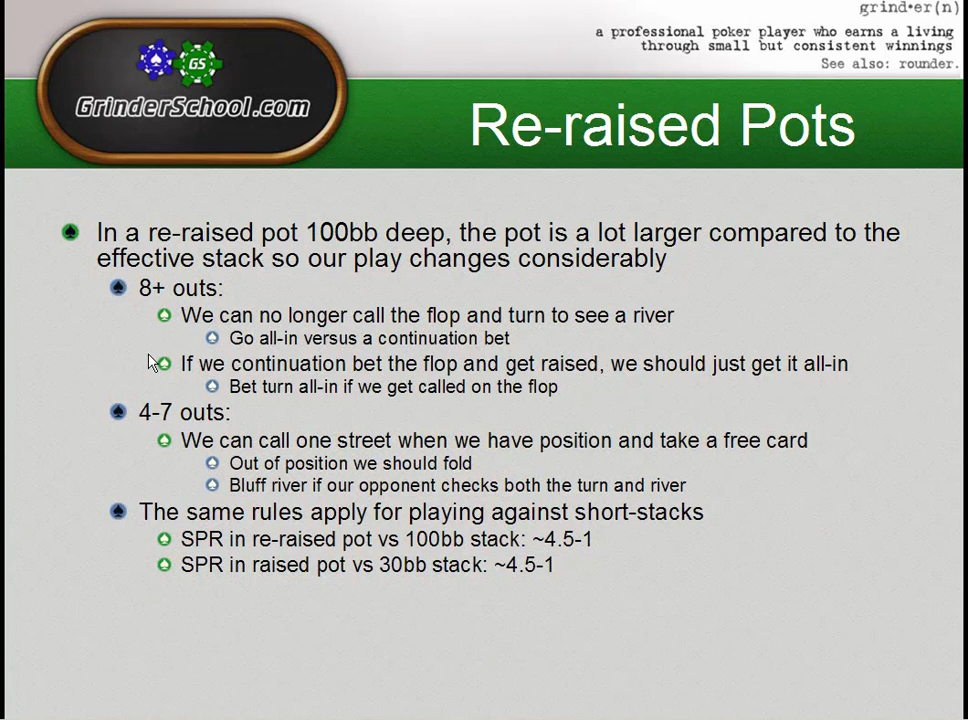 grind•er(n)
a professional poker player who earns a living
through small but consistent winnings
See also: rounder.
GS
GrinderSchool.com
Re-raised Pots
In a re-raised pot 100bb deep, the pot is a lot larger compared to the
effective stack so our play changes considerably
8+ outs:
We can no longer call the flop and turn to see a river
Go all-in versus a continuation bet
If we continuation bet the flop and get raised, we should just get it all-in
Bet turn all-in if we get called on the flop
4-7 outs:
We can call one street when we have position and take a free card
Out of position we should fold
Bluff river if our opponent checks both the turn and river
The same rules apply for playing against short-stacks
SPR in re-raised pot vs 100bb stack: ~4.5-1
SPR in raised pot vs 30bb stack: ~4.5-1